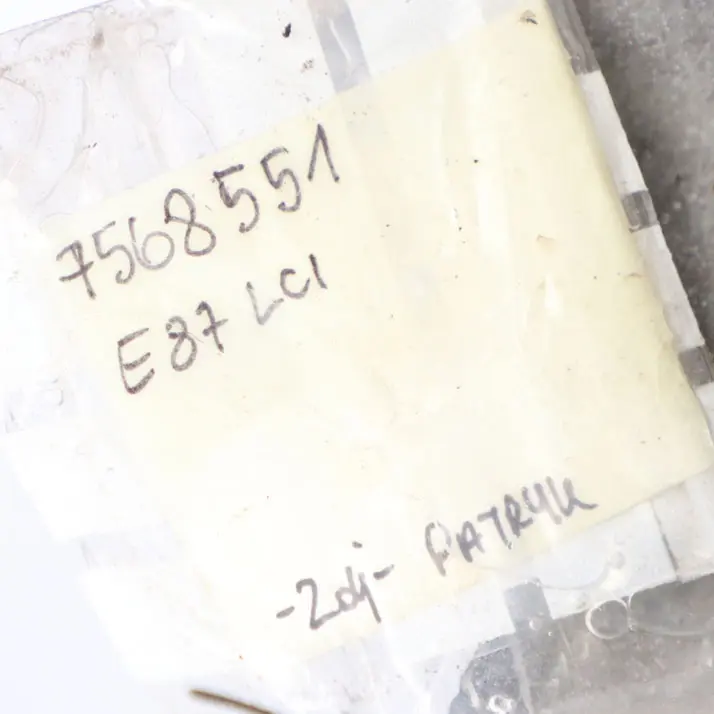 7568551
E87 LCI
-Zdj- PATRYK